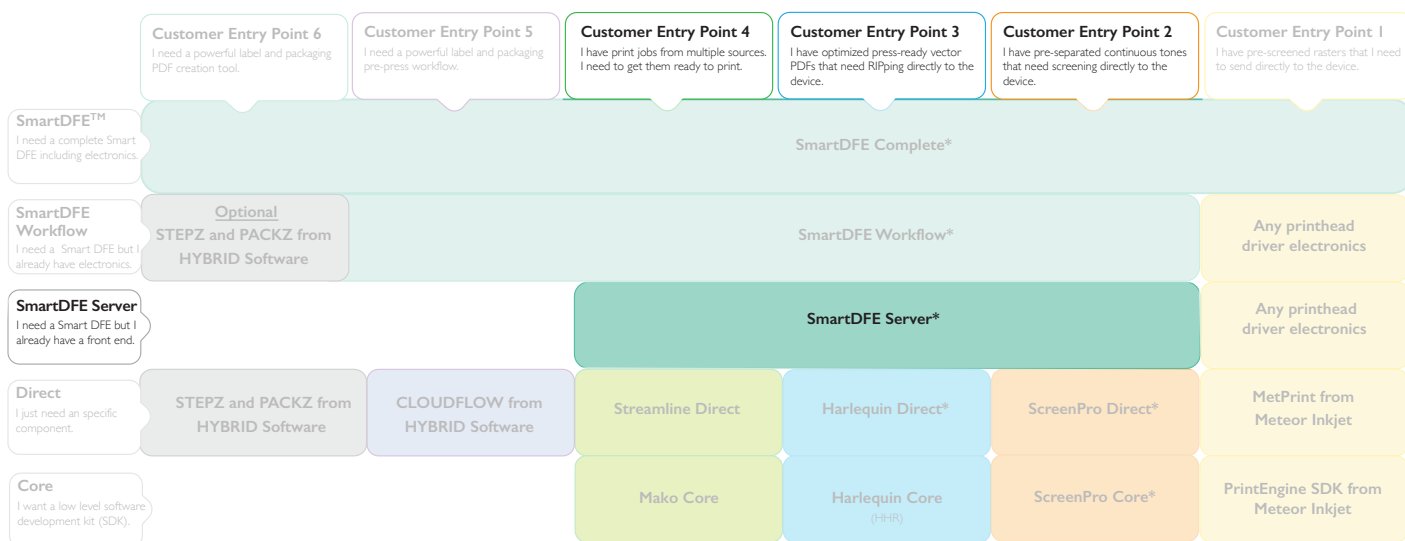 Customer Entry Point 6
I need a powerful label and packaging
PDF creation tool.
Customer Entry Point 5
I need a powerful label and packaging
pre-press workflow.
Customer Entry Point 4
I have print jobs from multiple sources.
I need to get them ready to print.
Customer Entry Point 3
I have optimized press-ready vector
PDFs that need RIPping directly to the
device.
Customer Entry Point 2
I have pre-separated continuous tones
that need screening directly to the
device.
Customer Entry Point 1
I have pre-screened rasters that I need
to send directly to the device.
SmartDFE™
I need a complete Smart
DFE including electronics.
SmartDFE Complete*
SmartDFE
Workflow
I need a Smart DFE but I
already have electronics.
Optional
STEPZ and PACKZ from
HYBRID Software
SmartDFE Workflow*
Any printhead
driver electronics
SmartDFE Server
I need a Smart DFE but I
already have a front end.
SmartDFE Server*
Any printhead
driver electronics
Direct
I just need an specific
component.
STEPZ and PACKZ from
HYBRID Software
CLOUDFLOW from
HYBRID Software
Streamline Direct
Harlequin Direct*
ScreenPro Direct*
MetPrint from
Meteor Inkjet
Core
I want a low level software
development kit (SDK).
Mako Core
Harlequin Core
(HHR)
ScreenPro Core*
PrintEngine SDK from
Meteor Inkjet